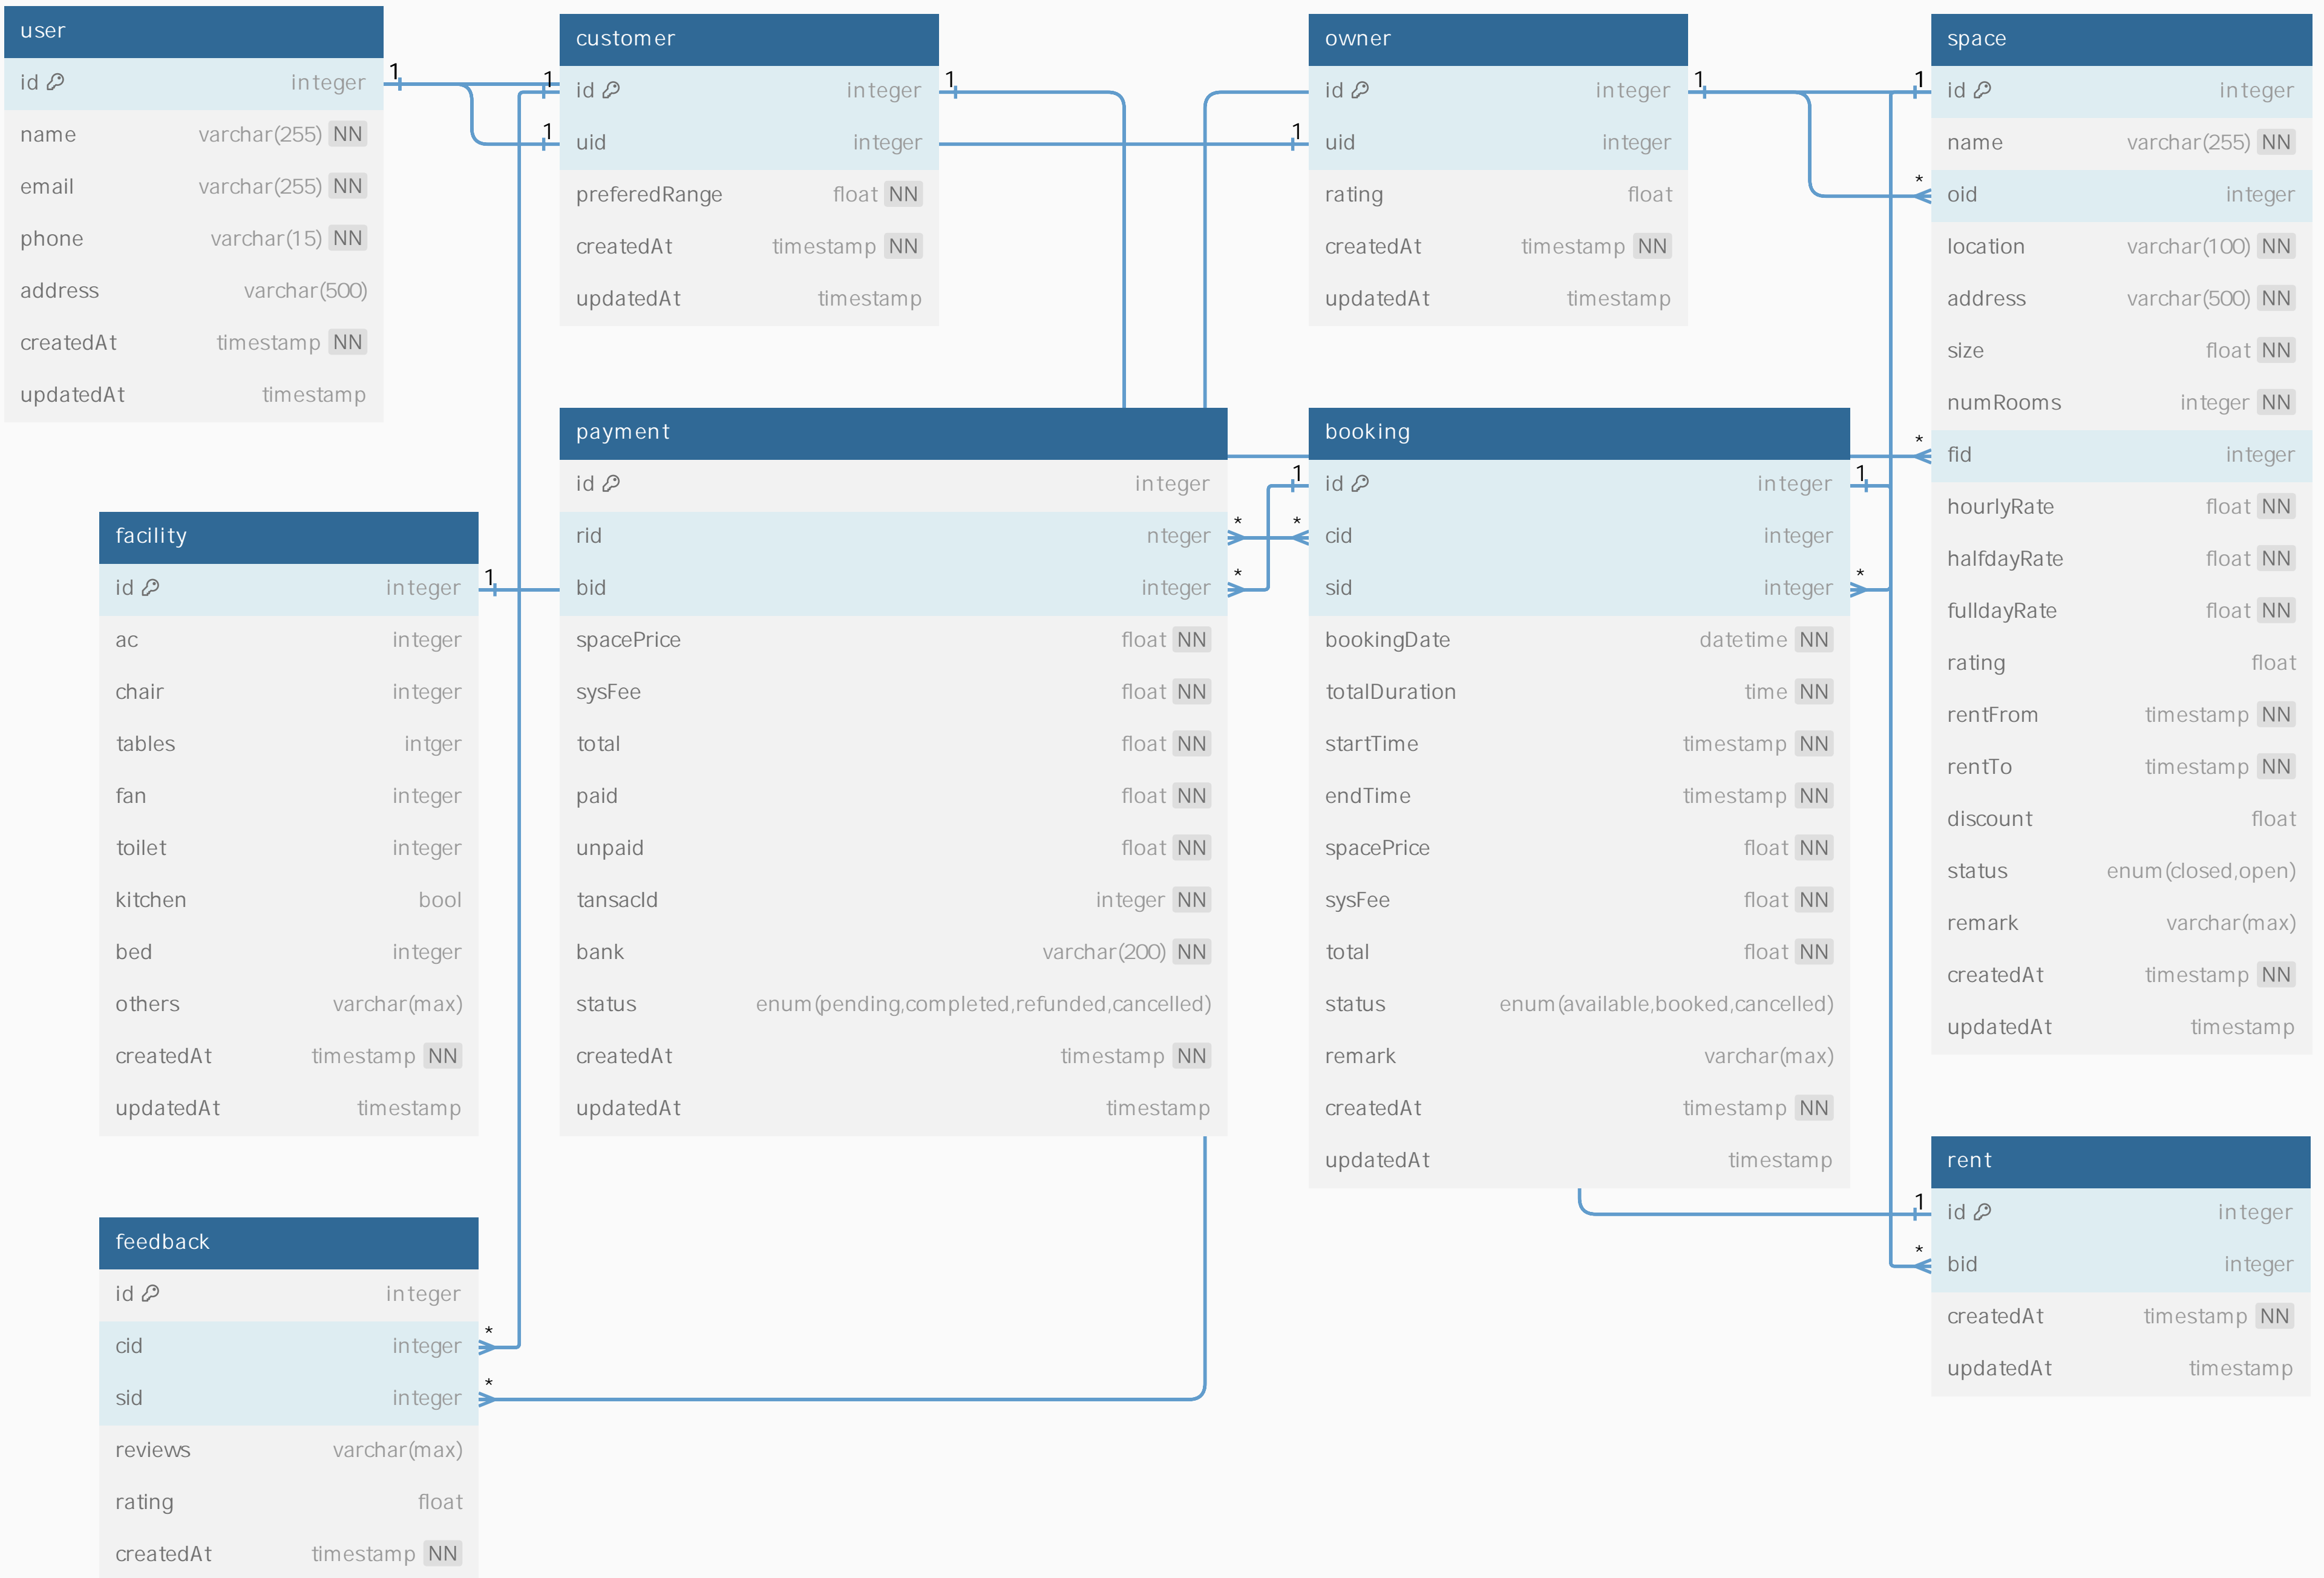 user
id integer
name varchar(255) NN
email varchar(255) NN
phone varchar(15) NN
address varchar(500)
createdAt timestamp NN
updatedAt timestamp
1
customer
1 id integer 1
1 uid integer
preferedRange float NN
createdAt timestamp NN
updatedAt timestamp
owner
id integer 1
1 uid integer
rating float
createdAt timestamp NN
updatedAt timestamp
space
1 id integer
name varchar(255) NN
* oid integer
location varchar(100) NN
address varchar(500) NN
size float NN
numRooms integer NN
* fid integer
hourlyRate float NN
halfdayRate float NN
fulldayRate float NN
rating float
rentFrom timestamp NN
rentTo timestamp NN
discount float
status enum(closed,open)
remark varchar(max)
createdAt timestamp NN
updatedAt timestamp
payment
id integer
rid nteger *
bid integer *
spacePrice float NN
sysFee float NN
total float NN
paid float NN
unpaid float NN
tansacId integer NN
bank varchar(200) NN
status enum(pending,completed,refunded,cancelled)
createdAt timestamp NN
updatedAt timestamp
booking
1 id integer 1
* cid integer
sid integer *
bookingDate datetime NN
totalDuration time NN
startTime timestamp NN
endTime timestamp NN
spacePrice float NN
sysFee float NN
total float NN
status enum(available,booked,cancelled)
remark varchar(max)
createdAt timestamp NN
updatedAt timestamp
facility
id integer 1
ac integer
chair integer
tables intger
fan integer
toilet integer
kitchen bool
bed integer
others varchar(max)
createdAt timestamp NN
updatedAt timestamp
rent
1 id integer
* bid integer
createdAt timestamp NN
updatedAt timestamp
feedback
id integer
cid integer *
sid integer *
reviews varchar(max)
rating float
createdAt timestamp NN